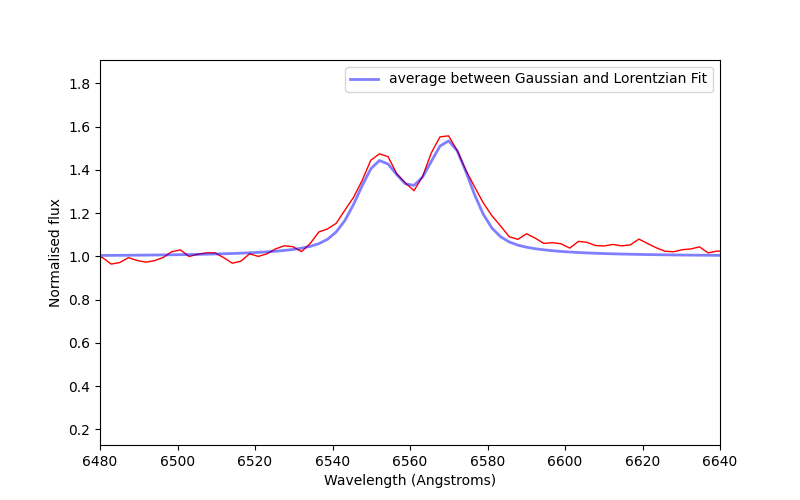 average between Gaussian and Lorentzian Fit
Normalised flux
1.8
1.6
1.4
1.2
1.0
0.8
0.6
0.4
0.2
6480 6500 6520 6540 6560 6580 6600 6620 6640
Wavelength (Angstroms)